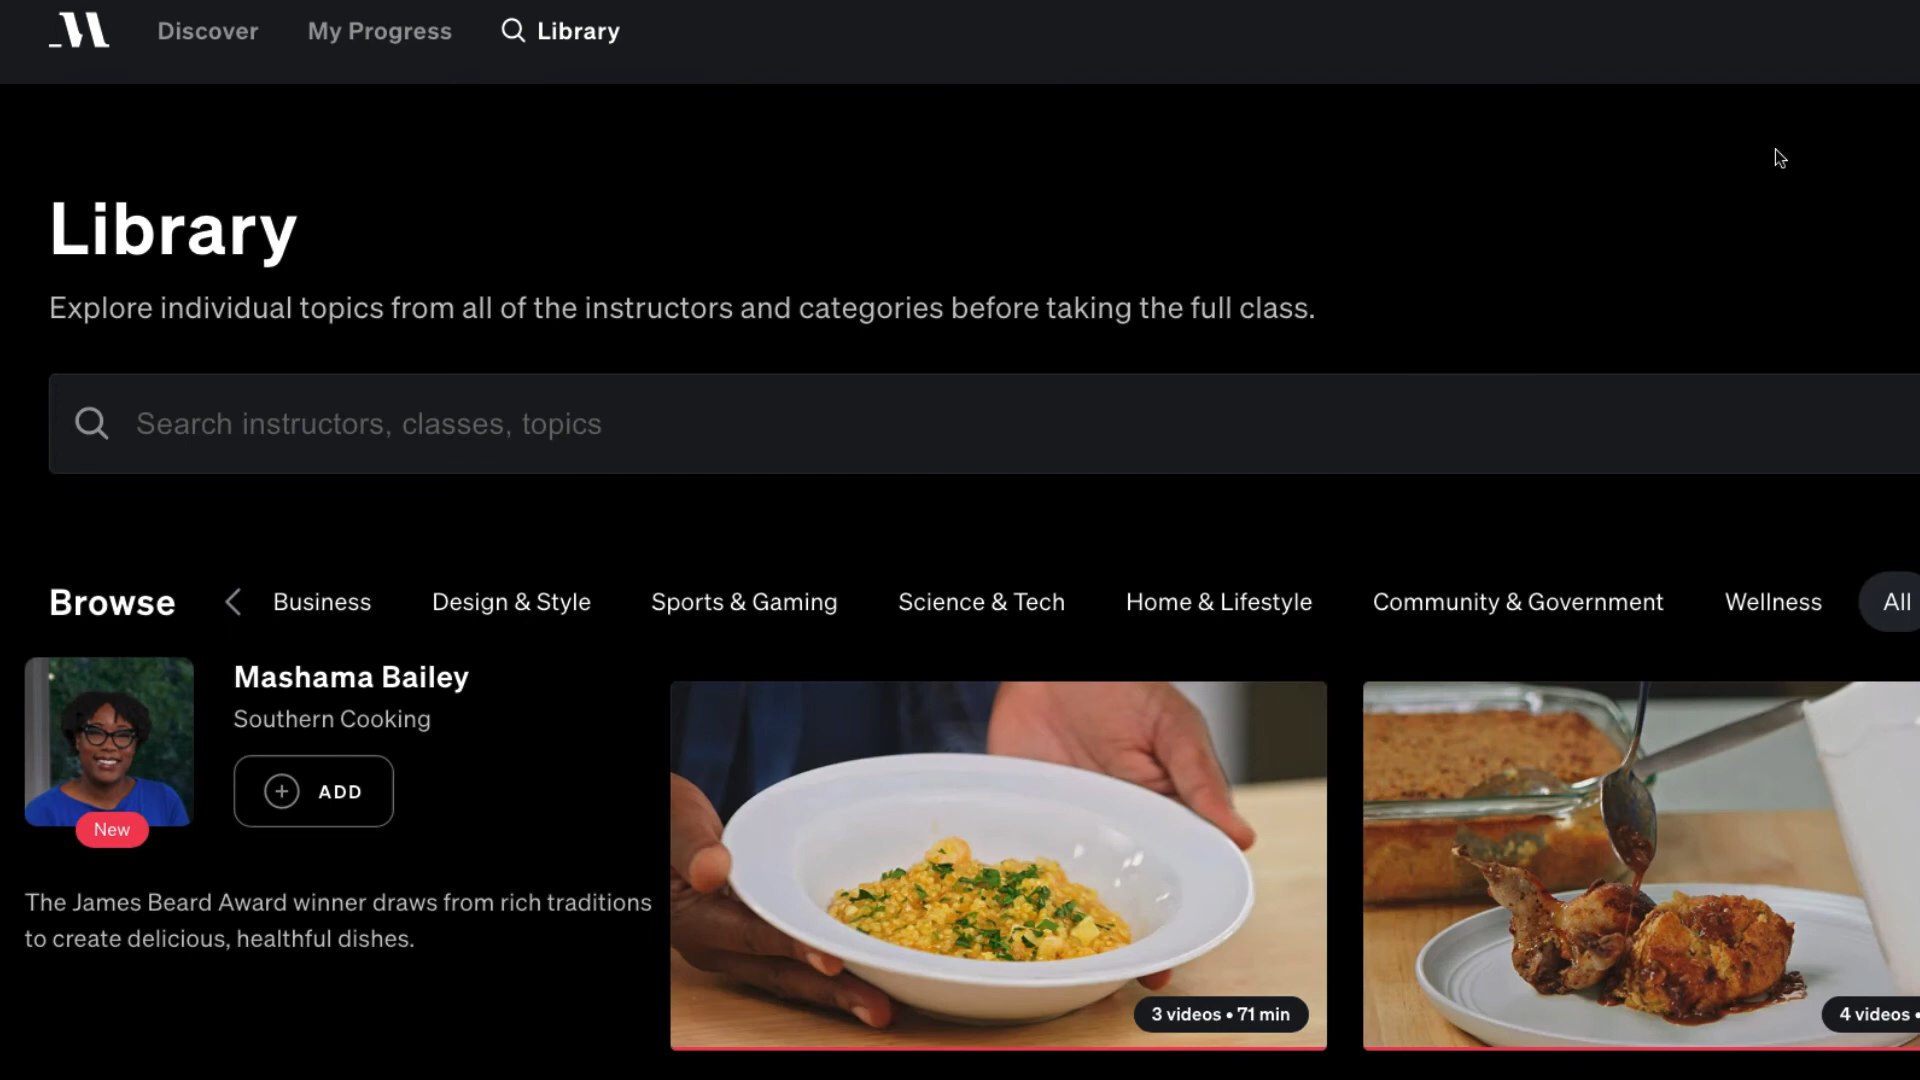 Discover
My Progress
Library
Library
Explore individual topics from all of the instructors and categories before taking the full class.
Search instructors, classes, topics
Browse
Business
Design & Style
Sports & Gaming
Science & Tech
Home & Lifestyle
Community & Government
Wellness
All
Mashama Bailey
Southern Cooking
ADD
New
The James Beard Award winner draws from rich traditions
to create delicious, healthful dishes.
3 videos • 71 min
4 videos •